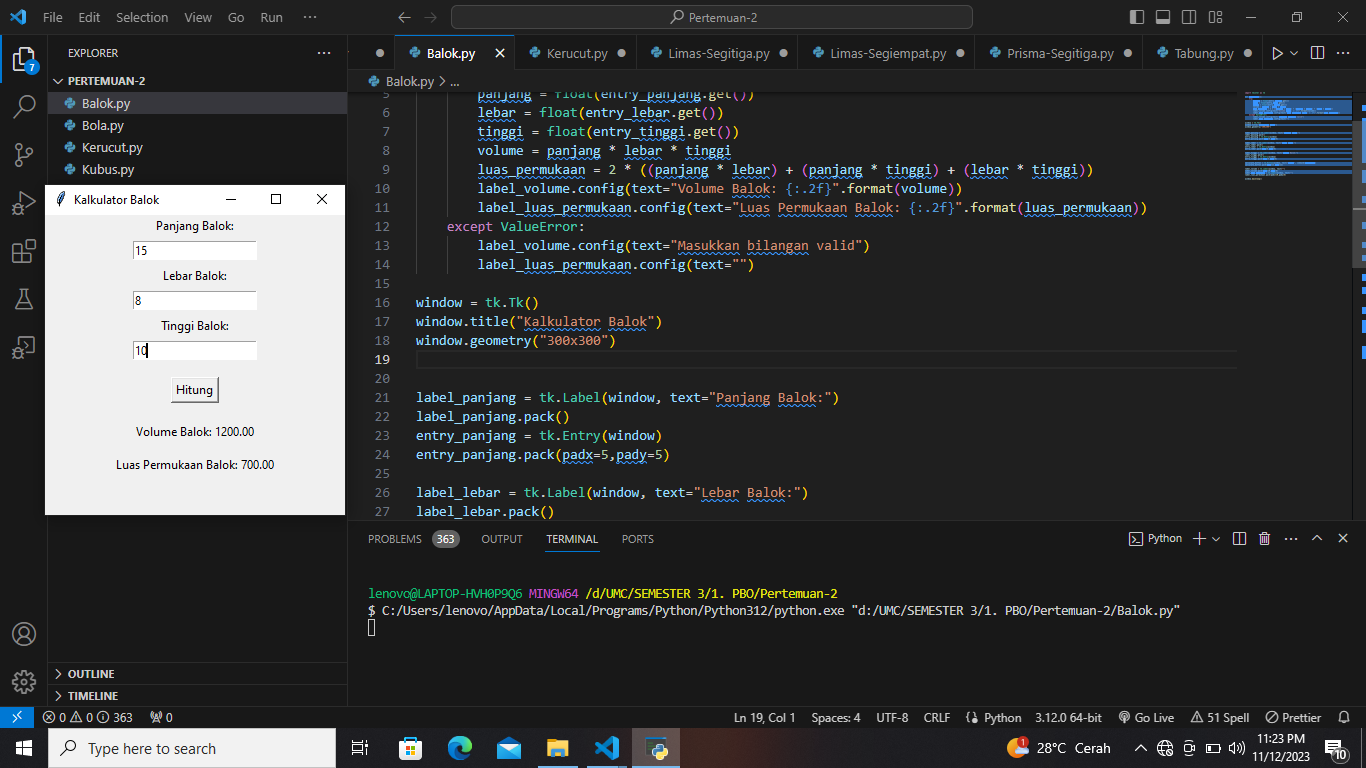 File Edit Selection View Go Run ··· Pertemuan-2
EXPLORER
PERTEMUAN-2
Balok.py
Bola.py
Kerucut.py
Kubus.py
7
Kalkulator Balok
Panjang Balok:
15
Lebar Balok:
8
Tinggi Balok:
10
Hitung
Volume Balok: 1200.00
Luas Permukaan Balok: 700.00
OUTLINE
TIMELINE
Balok.py Kerucut.py Limas-Segitiga.py Limas-Segiempat.py Prisma-Segitiga.py Tabung.py
Balok.py > ...
5 panjang = float(entry_panjang.get())
6 lebar = float(entry_lebar.get())
7 tinggi = float(entry_tinggi.get())
8 volume = panjang * lebar * tinggi
9 luas_permukaan = 2 * ((panjang * lebar) + (panjang * tinggi) + (lebar * tinggi))
10 label_volume.config(text="Volume Balok: {:.2f}".format(volume))
11 label_luas_permukaan.config(text="Luas Permukaan Balok: {:.2f}".format(luas_permukaan))
12 except ValueError:
13 label_volume.config(text="Masukkan bilangan valid")
14 label_luas_permukaan.config(text="")
15
16 window = tk.Tk()
17 window.title("Kalkulator Balok")
18 window.geometry("300x300")
19
20
21 label_panjang = tk.Label(window, text="Panjang Balok:")
22 label_panjang.pack()
23 entry_panjang = tk.Entry(window)
24 entry_panjang.pack(padx=5,pady=5)
25
26 label_lebar = tk.Label(window, text="Lebar Balok:")
27 label_lebar.pack()
PROBLEMS 363 OUTPUT TERMINAL PORTS Python
lenovo@LAPTOP-HVH0P9Q6 MINGW64 /d/UMC/SEMESTER 3/1. PBO/Pertemuan-2
$ C:/Users/lenovo/AppData/Local/Programs/Python/Python312/python.exe "d:/UMC/SEMESTER 3/1. PBO/Pertemuan-2/Balok.py"
0 0 363 0 Ln 19, Col 1 Spaces: 4 UTF-8 CRLF Python 3.12.0 64-bit Go Live 51 Spell Prettier
Type here to search 1 28°C Cerah 11:23 PM
11/12/2023 10